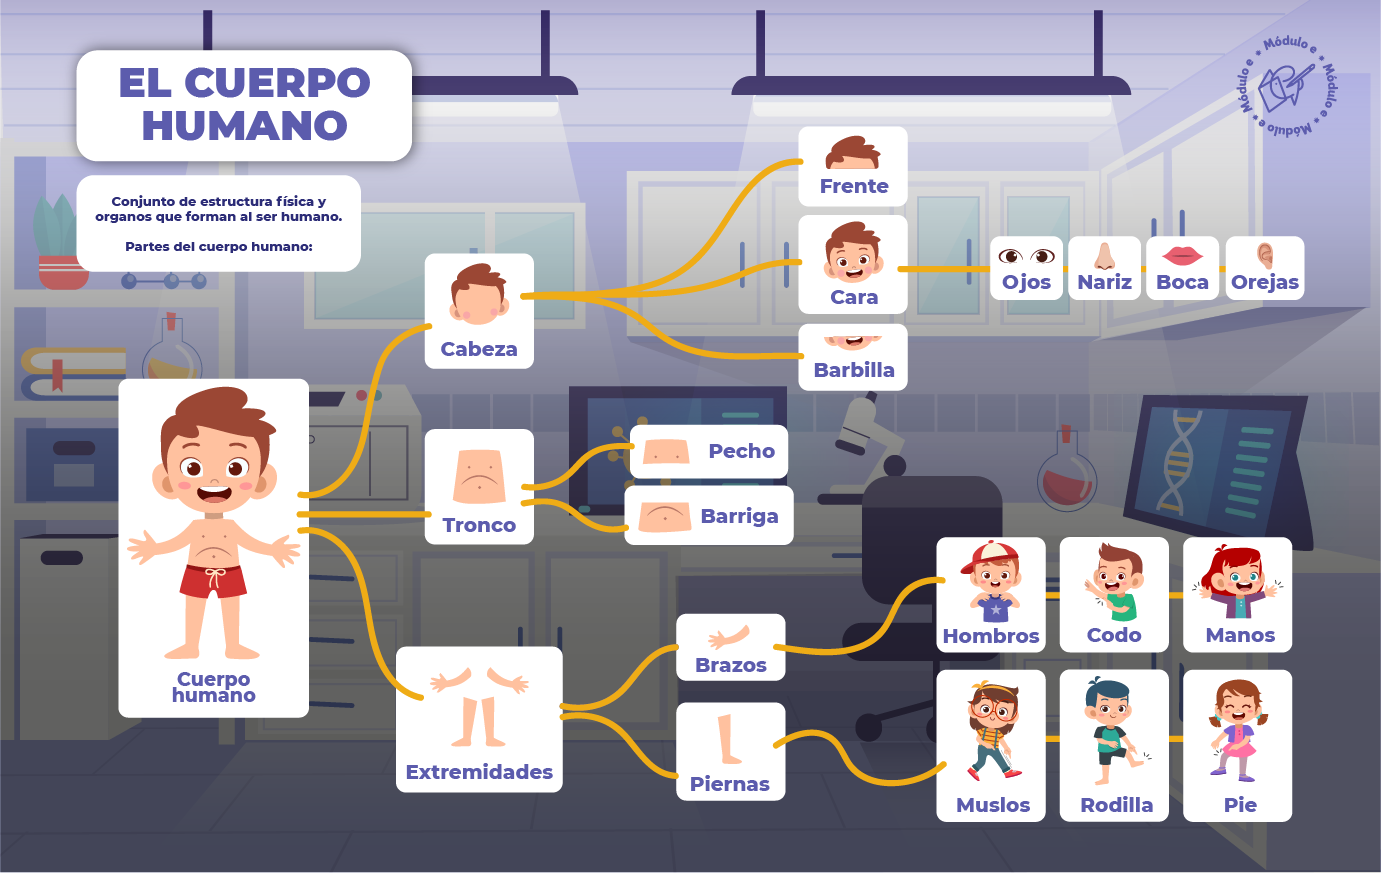 EL CUERPO
HUMANO
Módulo e * Módulo e * Módulo e * Módulo e *
Conjunto de estructura física y
organos que forman al ser humano.
Partes del cuerpo humano:
Frente
Cara
Ojos
Nariz
Boca
Orejas
Barbilla
Cabeza
Tronco
Pecho
Barriga
Cuerpo
humano
Extremidades
Brazos
Piernas
Hombros
Codo
Manos
Muslos
Rodilla
Pie